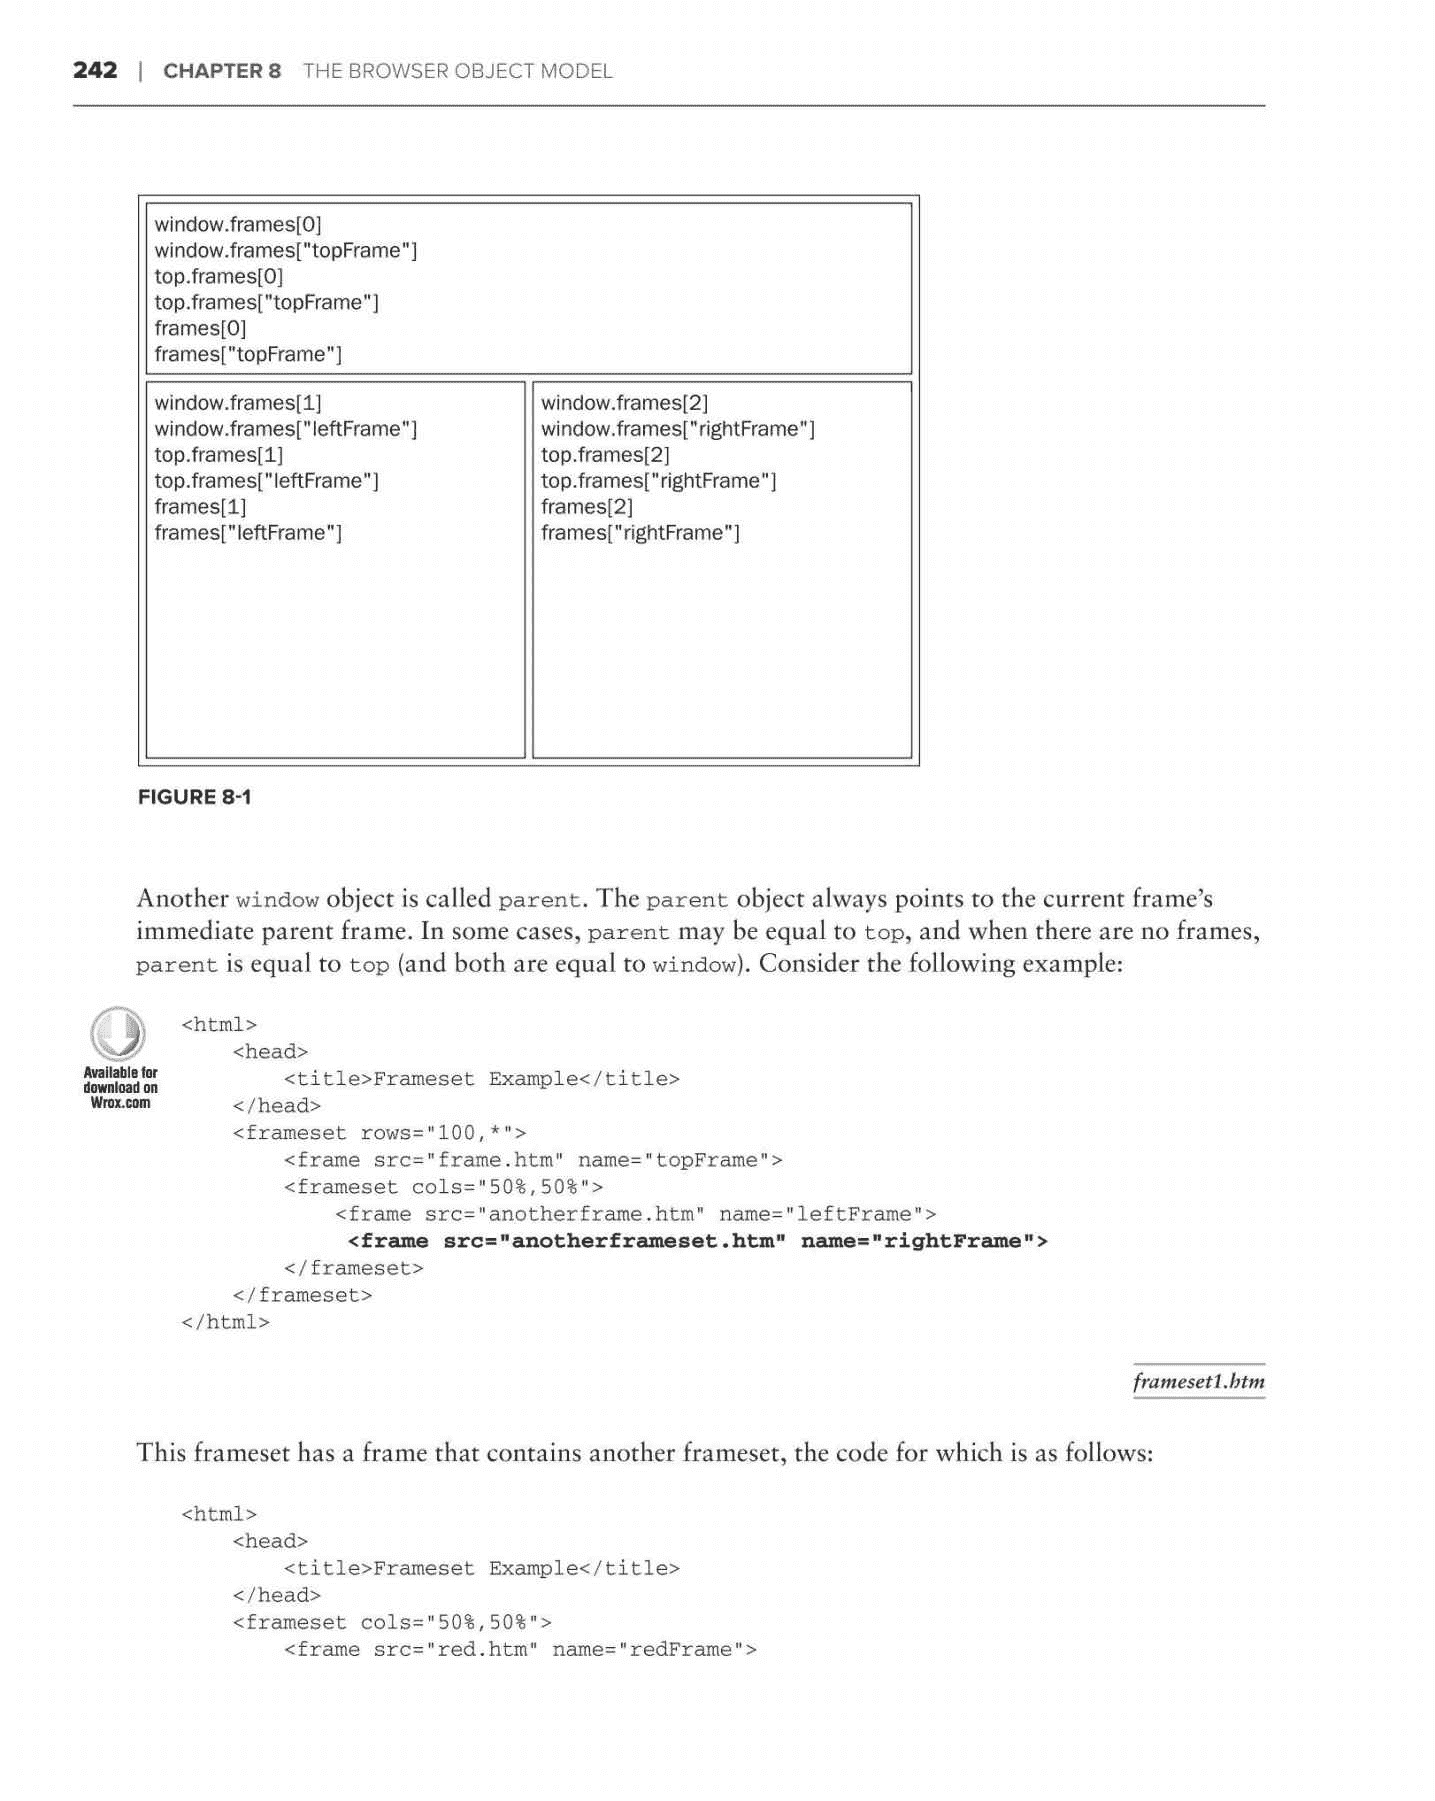 242 | CHAPTER 8 THE BROWSER OBJECT MODEL
window.frames[0]
window.frames["topFrame"]
top.frames[0]
top.frames["topFrame"]
frames[0]
frames["topFrame"]
window.frames[1]
window.frames["leftFrame"]
top.frames[1]
top.frames["leftFrame"]
frames[1]
frames["leftFrame"]
window.frames[2]
window.frames["rightFrame"]
top.frames[2]
top.frames["rightFrame"]
frames[2]
frames["rightFrame"]
FIGURE 8-1
Another window object is called parent. The parent object always points to the current frame’s
immediate parent frame. In some cases, parent may be equal to top, and when there are no frames,
parent is equal to top (and both are equal to window). Consider the following example:
Available for
download on
Wrox.com
<html>
    <head>
        <title>Frameset Example</title>
    </head>
    <frameset rows="100,*">
        <frame src="frame.htm" name="topFrame">
        <frameset cols="50%,50%">
            <frame src="anotherframe.htm" name="leftFrame">
             <frame src="anotherframeset.htm" name="rightFrame">
        </frameset>
    </frameset>
</html>
frameset1.htm
This frameset has a frame that contains another frameset, the code for which is as follows:
<html>
    <head>
        <title>Frameset Example</title>
    </head>
    <frameset cols="50%,50%">
        <frame src="red.htm" name="redFrame">